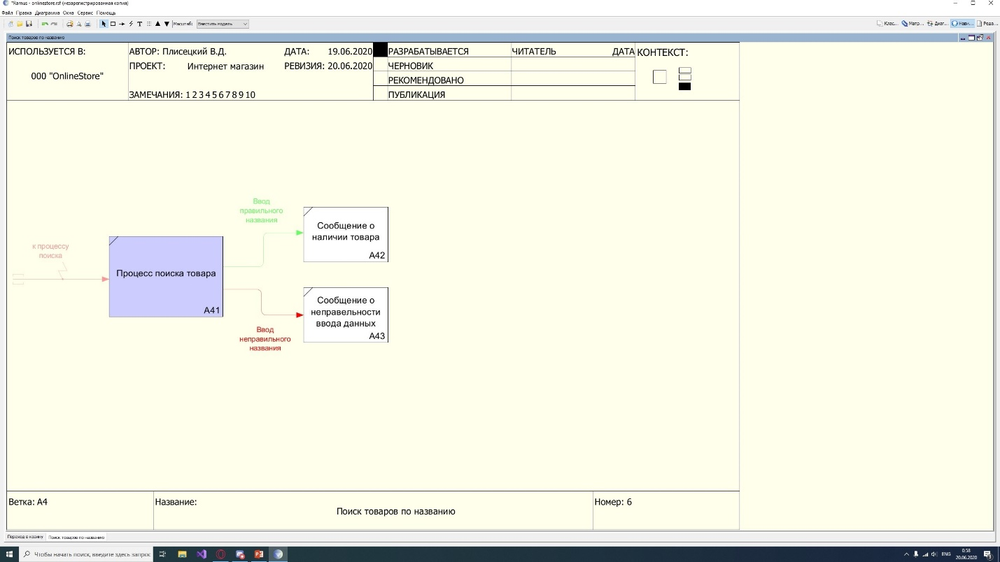 *Ramus - onlinestore.rsf (незарегистрированная копия)
Файл Правка Диаграмма Окна Сервис Помощь
Масштаб: Вместить модель
Клас... Матр... Диаг... Нави... Реда...
Поиск товаров по названию
ИСПОЛЬЗУЕТСЯ В:
000 "OnlineStore"
АВТОР: Плисецкий В.Д.
ДАТА: 19.06.2020
ПРОЕКТ: Интернет магазин
РЕВИЗИЯ: 20.06.2020
ЗАМЕЧАНИЯ: 1 2 3 4 5 6 7 8 9 10
РАЗРАБАТЫВАЕТСЯ
ЧЕРНОВИК
РЕКОМЕНДОВАНО
ПУБЛИКАЦИЯ
ЧИТАТЕЛЬ
ДАТА
КОНТЕКСТ:
к процессу
поиска
Процесс поиска товара
A41
Ввод
правильного
названия
Сообщение о
наличии товара
A42
Ввод
неправильного
названия
Сообщение о
неправельности
ввода данных
A43
Ветка: A4
Название:
Поиск товаров по названию
Номер: 6
Переход в козину
Поиск товаров по названию
Чтобы начать поиск, введите здесь запрос
ENG
0:58
20.06.2020
3